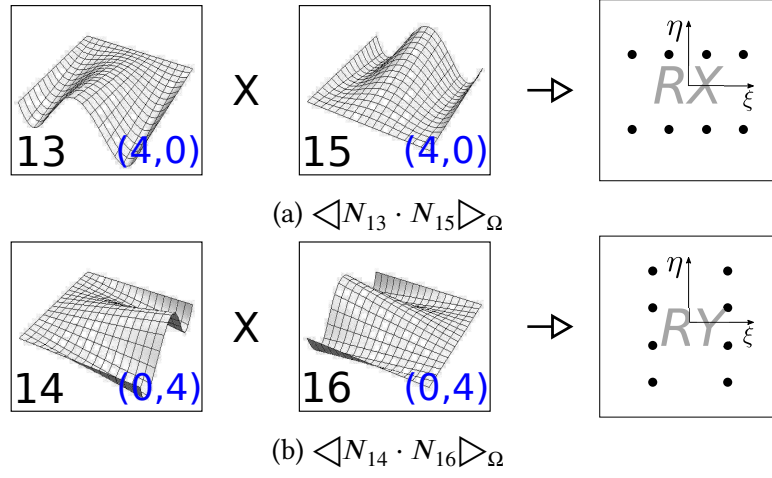 13 (4,0) X 15 (4,0) RX η ξ
(a) ◁N₁₃ · N₁₅▷Ω
14 (0,4) X 16 (0,4) RY η ξ
(b) ◁N₁₄ · N₁₆▷Ω